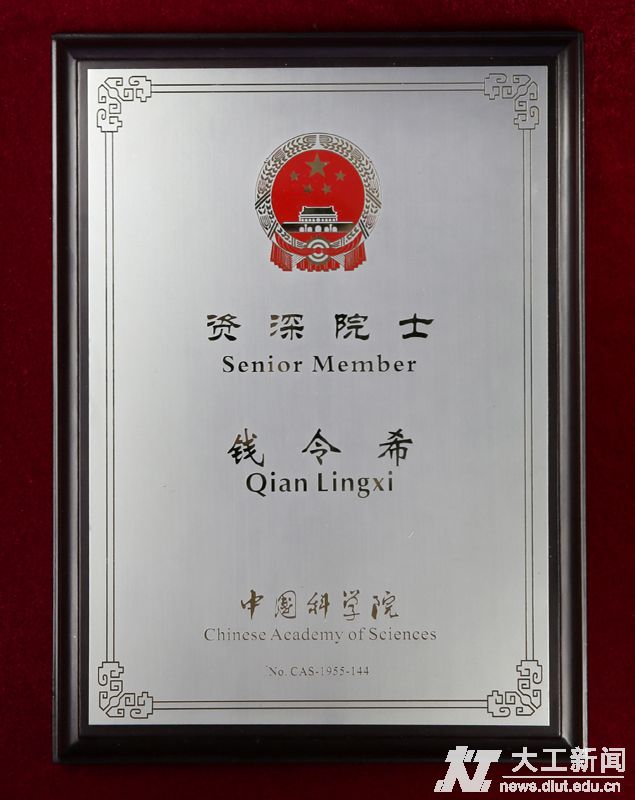 资深院士
Senior Member
钱令希
Qian Lingxi
中国科学院
Chinese Academy of Sciences
No. CAS-1955-144
大工新闻
news.dlut.edu.cn